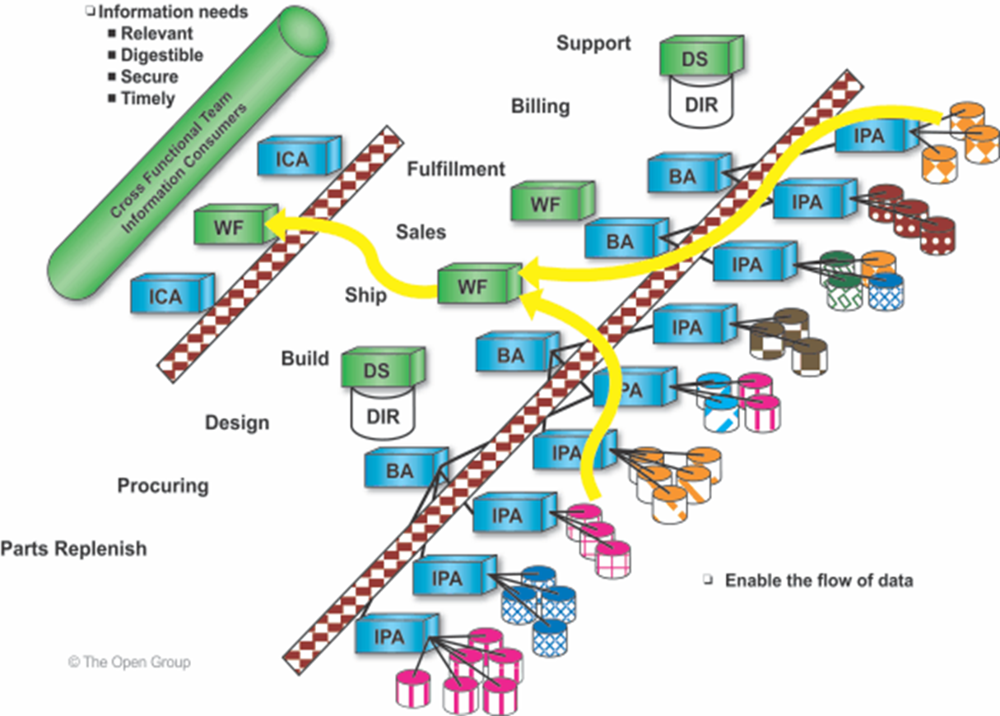 ❑ Information needs
■ Relevant
■ Digestible
■ Secure
■ Timely
Cross Functional Team
Information Consumers
ICA
WF
ICA
Support
Billing
Fulfillment
Sales
Ship
Build
Design
Procuring
Parts Replenish
DS
DIR
WF
WF
DS
DIR
BA
BA
BA
BA
IPA
IPA
IPA
IPA
PA
IPA
IPA
IPA
IPA
❑ Enable the flow of data
© The Open Group